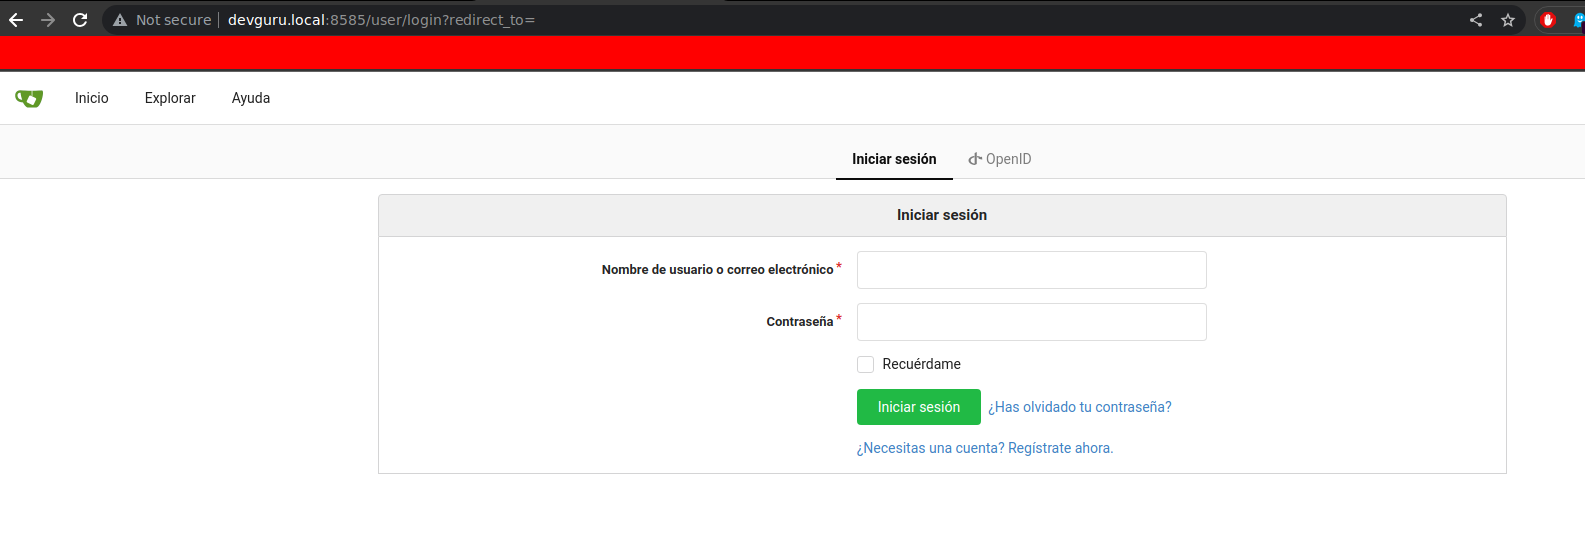 Not secure devguru.local:8585/user/login?redirect_to=
Inicio Explorar Ayuda
Iniciar sesión OpenID
Iniciar sesión
Nombre de usuario o correo electrónico *
Contraseña *
Recuérdame
Iniciar sesión ¿Has olvidado tu contraseña?
¿Necesitas una cuenta? Regístrate ahora.